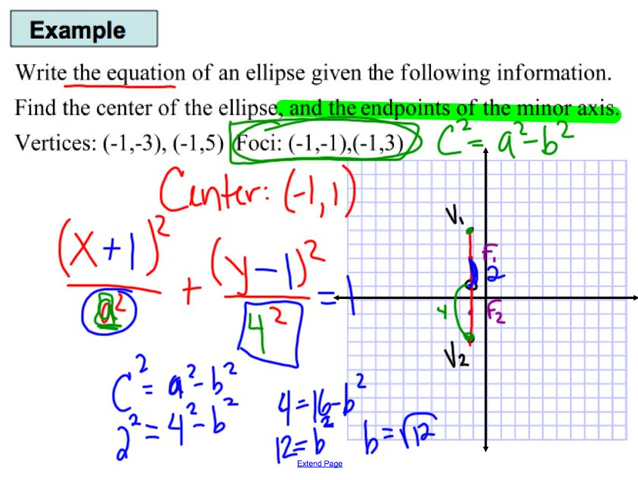 Example
Write the equation of an ellipse given the following information.
Find the center of the ellipse, and the endpoints of the minor axis.
Vertices: (-1,-3), (-1,5) Foci: (-1,-1),(-1,3) C² = a² - b²
Center: (-1, 1)
(x + 1)² / a² + (y - 1)² / 4² = 1
V₁
F₁
2
4
F₂
V₂
C² = a² - b²
2² = 4² - b²
4 = 16 - b²
12 = b²
b = √12
Extend Page